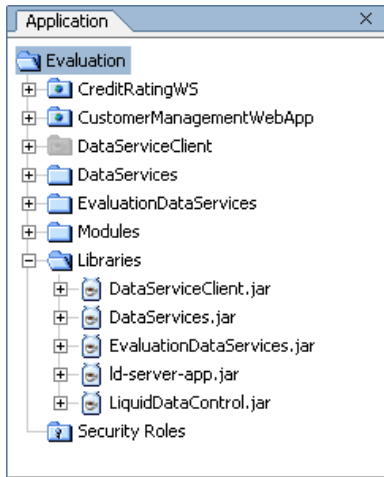 Application
Evaluation
CreditRatingWS
CustomerManagementWebApp
DataServiceClient
DataServices
EvaluationDataServices
Modules
Libraries
DataServiceClient.jar
DataServices.jar
EvaluationDataServices.jar
ld-server-app.jar
LiquidDataControl.jar
Security Roles